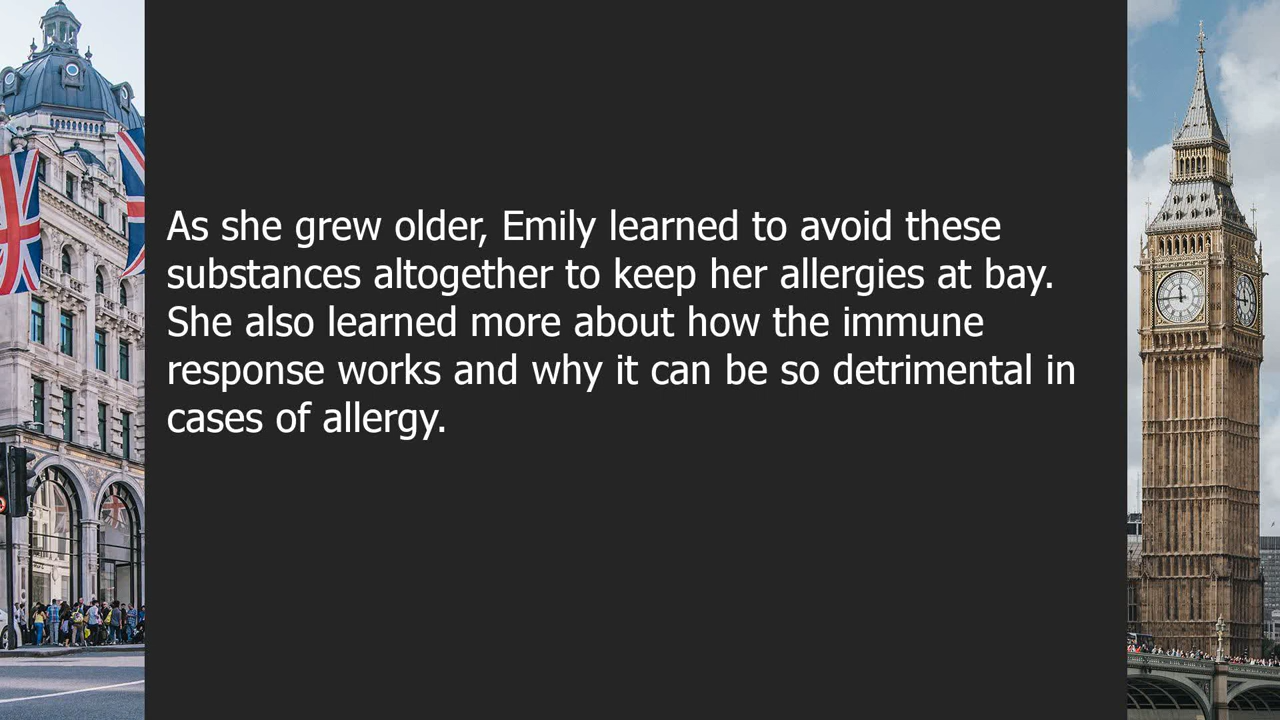 As she grew older, Emily learned to avoid these
substances altogether to keep her allergies at bay.
She also learned more about how the immune
response works and why it can be so detrimental in
cases of allergy.